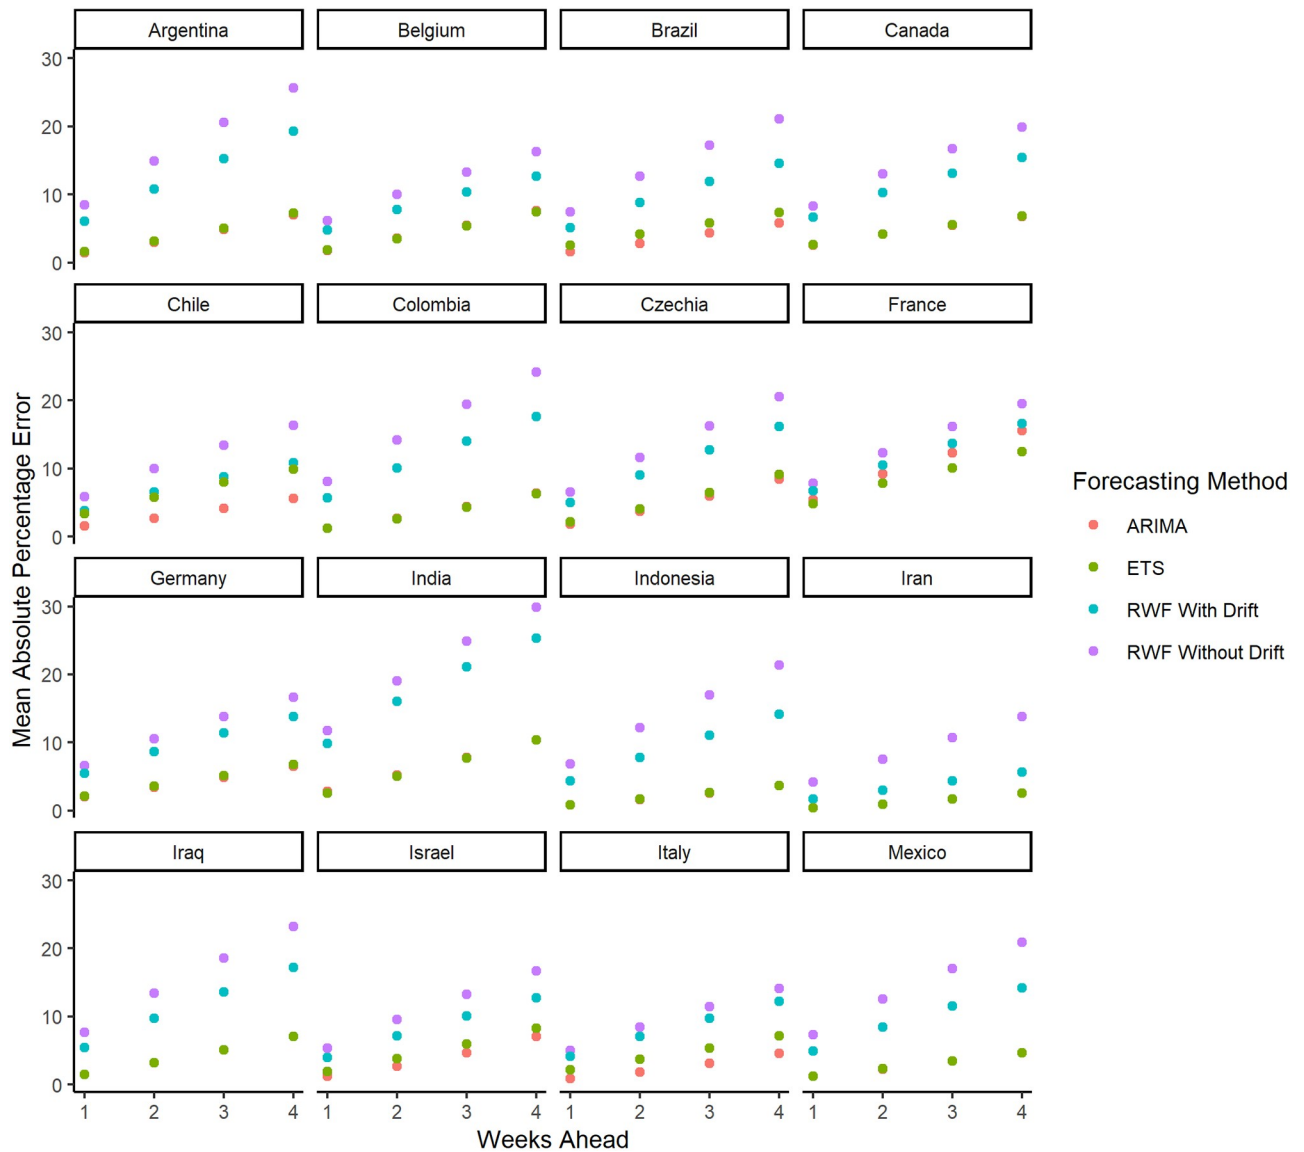 Argentina Belgium Brazil Canada
30
20
10
0
Chile Colombia Czechia France
30
20
10
0
Germany India Indonesia Iran
30
20
10
0
Iraq Israel Italy Mexico
30
20
10
0
1 2 3 4 1 2 3 4 1 2 3 4 1 2 3 4
Weeks Ahead
Mean Absolute Percentage Error
Forecasting Method
ARIMA
ETS
RWF With Drift
RWF Without Drift